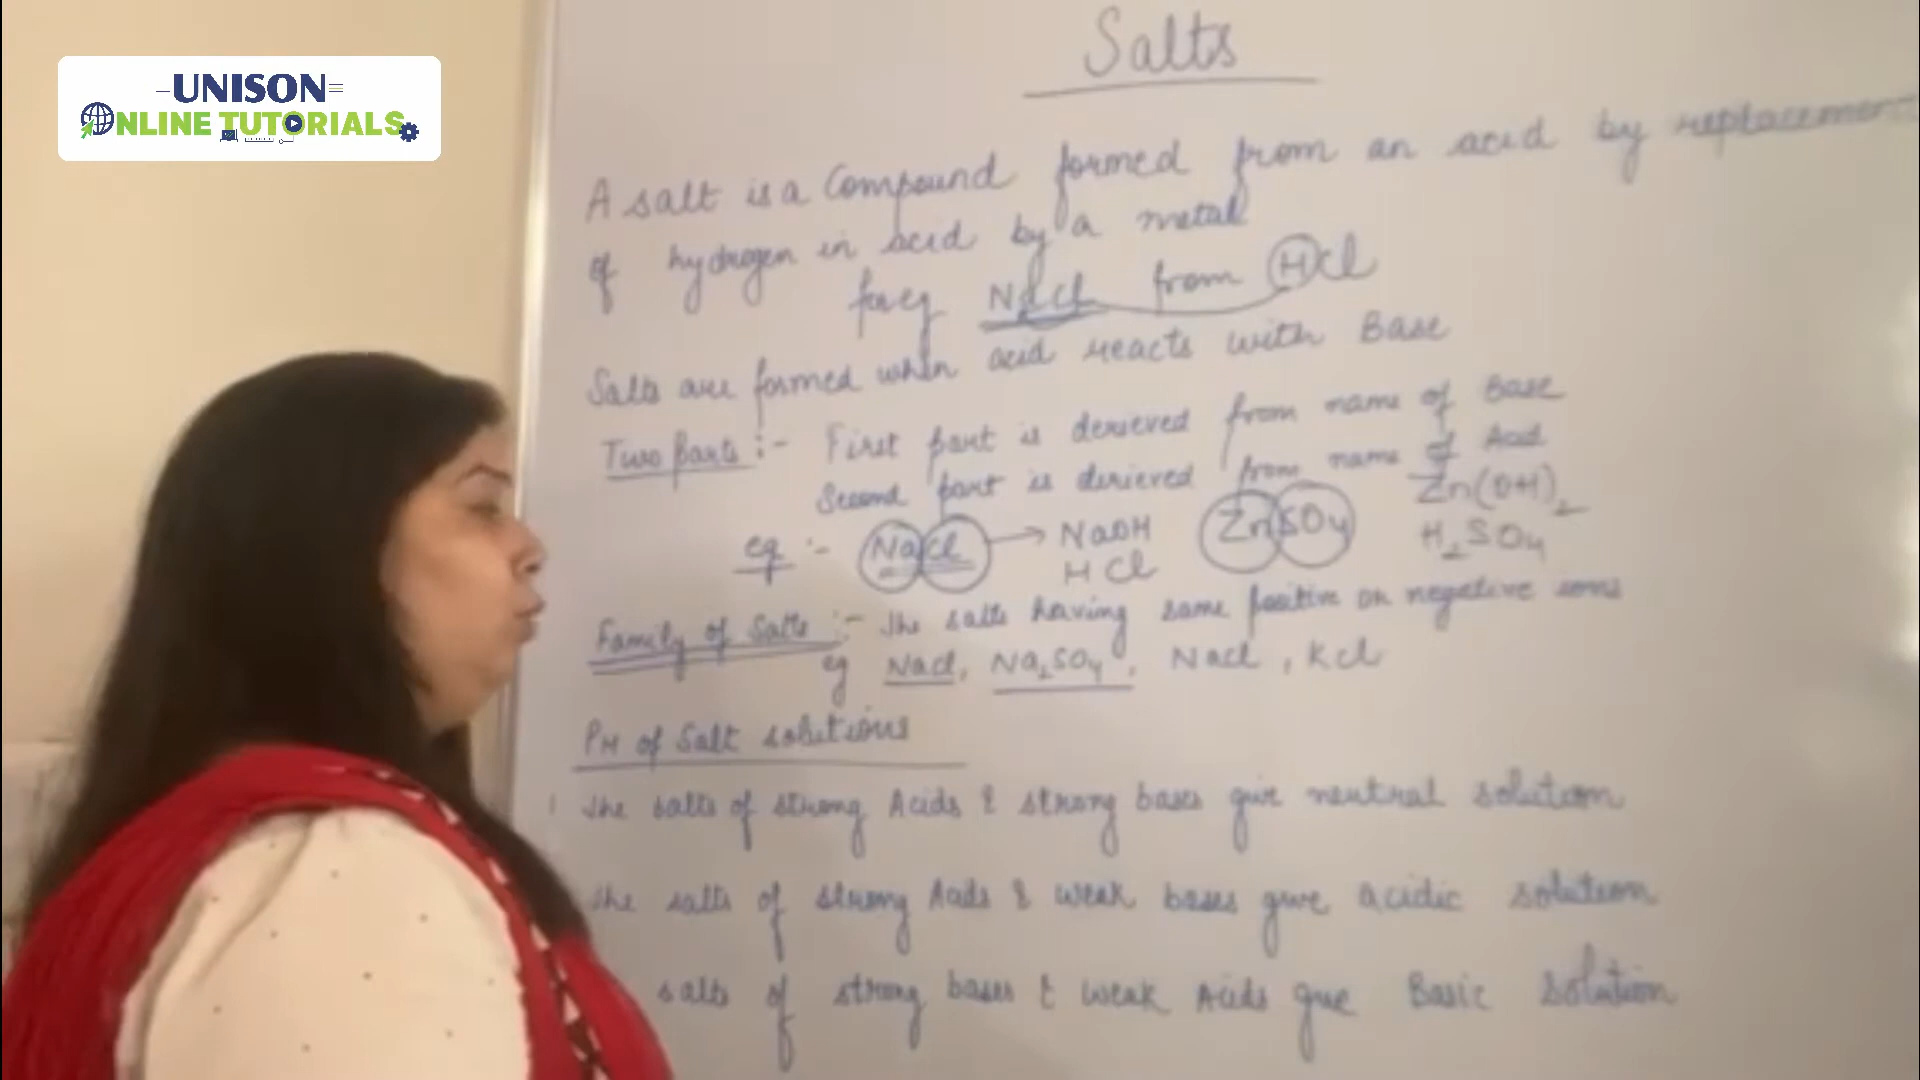 UNISON
ONLINE TUTORIALS
Salts
A salt is a Compound formed from an acid by replacement
of hydrogen in acid by a metal
for eg NaCl from HCl
Salts are formed when acid reacts with Base
Two parts :- First part is derieved from name of Base
Second part is derieved from name of Acid
eg :- NaCl → NaOH ZnSO4 Zn(OH)2
HCl H2SO4
Family of Salts :- The salts having same positive or negative ions
eg Nacl, Na2SO4, Nacl, KCl
PH of Salt solutions
1 The salts of strong Acids & strong bases give neutral solution
The salts of strong Acids & weak bases give acidic solution
salts of strong bases & weak Acids give Basic Solution